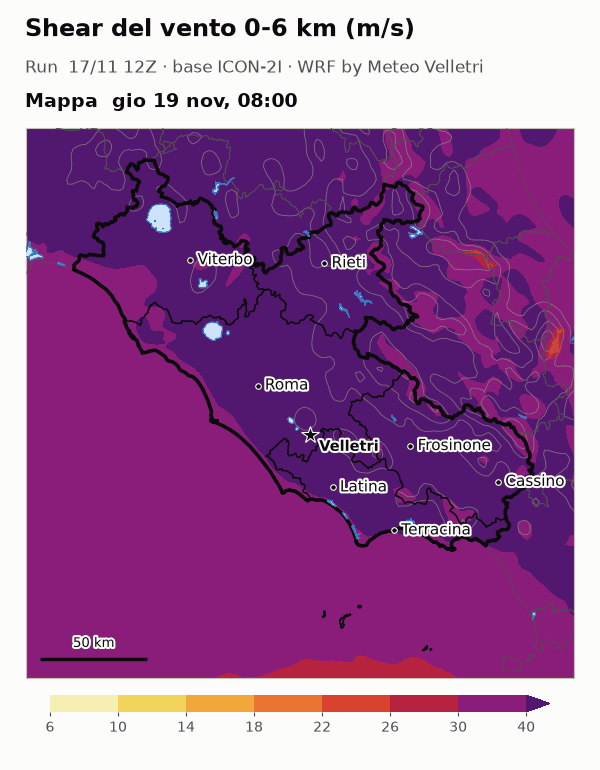 Shear del vento 0-6 km (m/s)
Run  17/11 12Z · base ICON-2I · WRF by Meteo Velletri
Mappa  gio 19 nov, 08:00
Viterbo
Rieti
Roma
Velletri
Frosinone
Cassino
Latina
Terracina
50 km
6 10 14 18 22 26 30 40